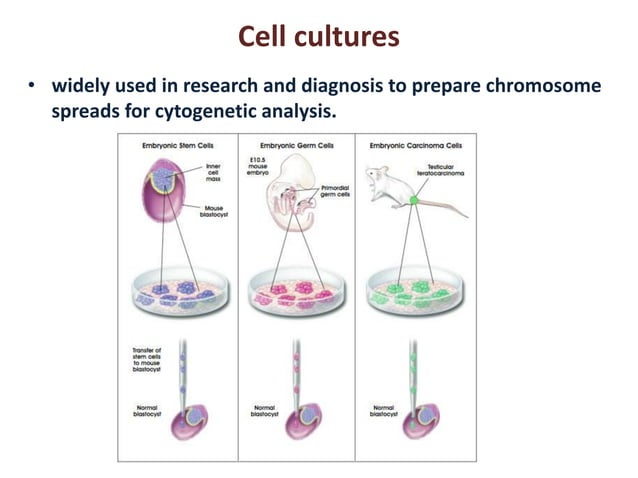 Cell cultures
• widely used in research and diagnosis to prepare chromosome
spreads for cytogenetic analysis.
Embryonic Stem Cells
Inner
cell
mass
Mouse
blastocyst
Transfer of
stem cells
to mouse
blastocyst
Normal
blastocyst
Embryonic Germ Cells
E10.5
mouse
embryo
Primordial
germ cells
Normal
blastocyst
Embryonic Carcinoma Cells
Testicular
teratocarcinoma
Normal
blastocyst